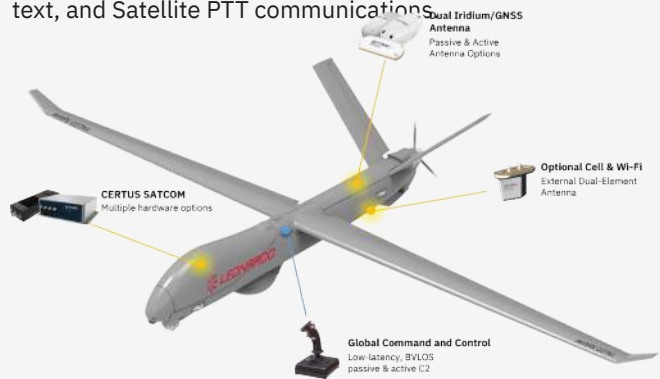 text, and Satellite PTT communications
Dual Iridium/GNSS
Antenna
Passive & Active
Antenna Options
Optional Cell & Wi-Fi
External Dual-Element
Antenna
CERTUS SATCOM
Multiple hardware options
LEONARDO
Global Command and Control
Low-latency, BVLOS
passive & active C2